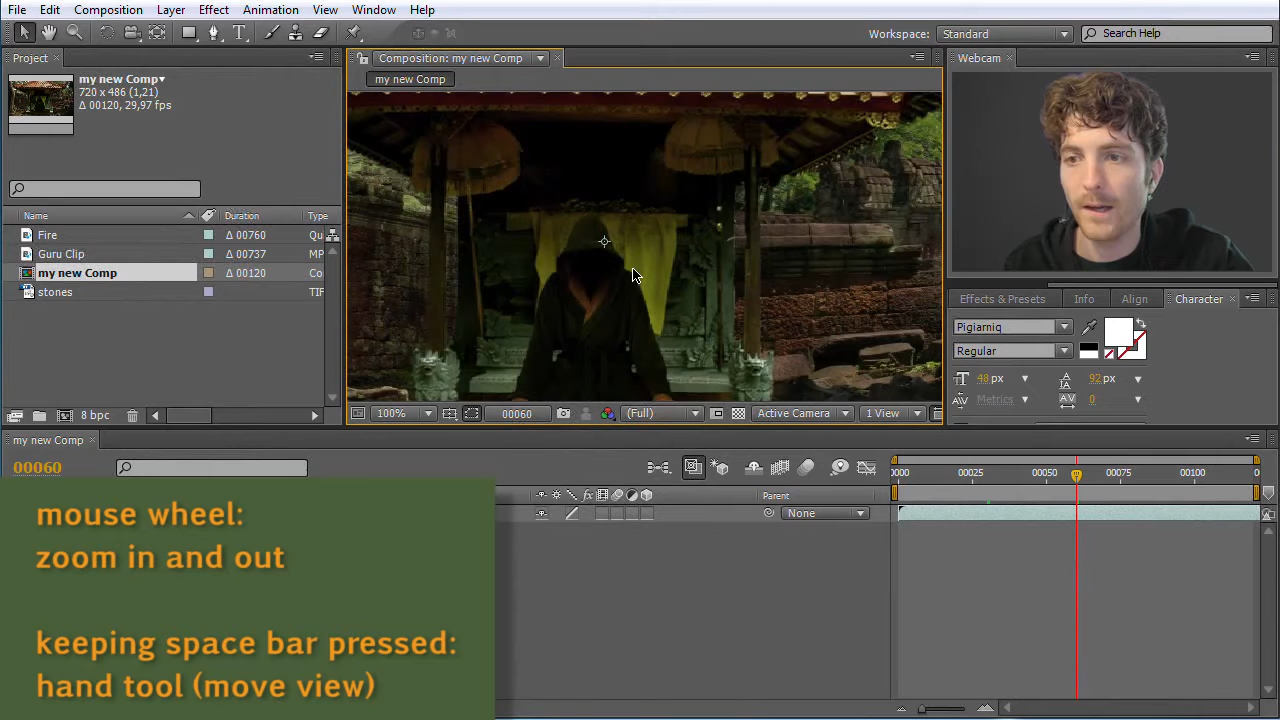 File Edit Composition Layer Effect Animation View Window Help
Workspace: Standard Search Help
Project
my new Comp▾
720 x 486 (1,21)
Δ 00120, 29,97 fps
Name Duration Type
Fire Δ 00760 Qu
Guru Clip Δ 00737 MP
my new Comp Δ 00120 Co
stones TIF
8 bpc
Composition: my new Comp
my new Comp
100% 00060 (Full) Active Camera 1 View
Webcam
Effects & Presets Info Align Character
Pigiarniq
Regular
48 px 92 px
Metrics 0
my new Comp
00060
0000 00025 00050 00075 00100 0
Parent
None
mouse wheel:
zoom in and out
keeping space bar pressed:
hand tool (move view)